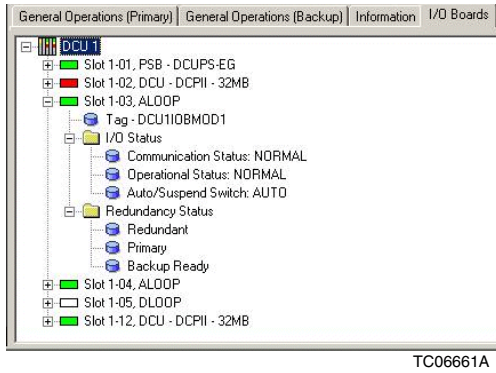 General Operations (Primary) General Operations (Backup) Information I/O Boards
DCU 1
Slot 1-01, PSB - DCUPS-EG
Slot 1-02, DCU - DCPII - 32MB
Slot 1-03, ALOOP
Tag - DCU1IOBMOD1
I/O Status
Communication Status: NORMAL
Operational Status: NORMAL
Auto/Suspend Switch: AUTO
Redundancy Status
Redundant
Primary
Backup Ready
Slot 1-04, ALOOP
Slot 1-05, DLOOP
Slot 1-12, DCU - DCPII - 32MB
TC06661A